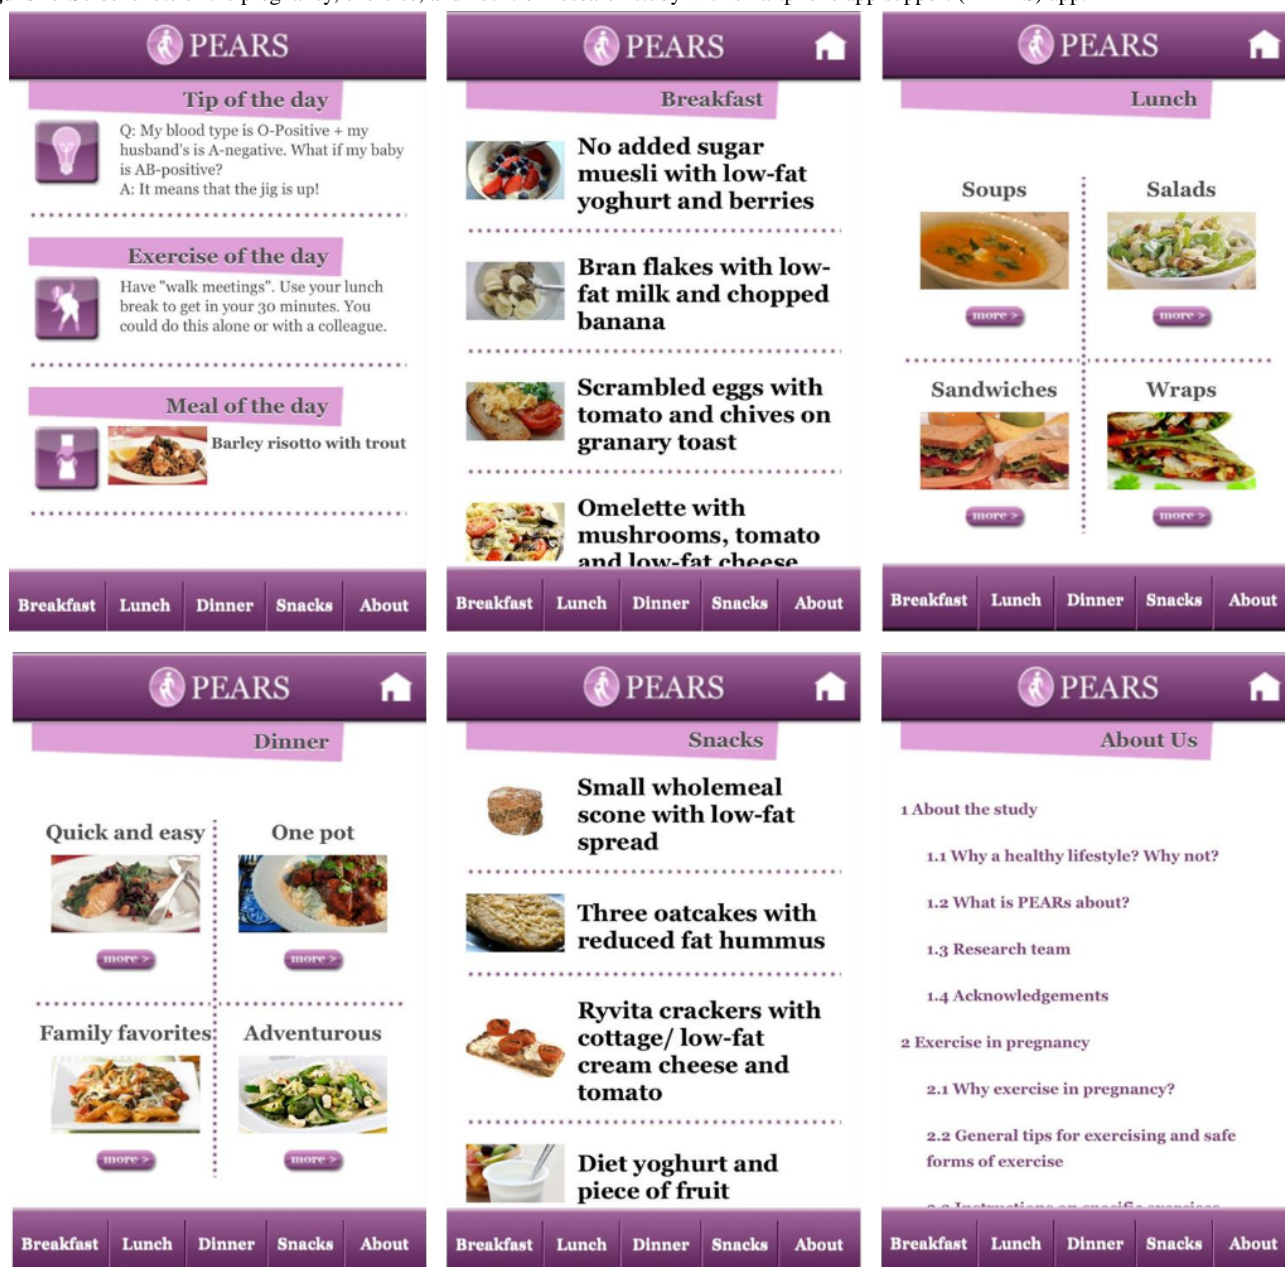 PEARS
Tip of the day
Q: My blood type is O-Positive + my
husband's is A-negative. What if my baby
is AB-positive?
A: It means that the jig is up!
Exercise of the day
Have "walk meetings". Use your lunch
break to get in your 30 minutes. You
could do this alone or with a colleague.
Meal of the day
Barley risotto with trout
Breakfast Lunch Dinner Snacks About
PEARS
Breakfast
No added sugar
muesli with low-fat
yoghurt and berries
Bran flakes with low-
fat milk and chopped
banana
Scrambled eggs with
tomato and chives on
granary toast
Omelette with
mushrooms, tomato
and low-fat cheese
Breakfast Lunch Dinner Snacks About
PEARS
Lunch
Soups Salads
more > more >
Sandwiches Wraps
more > more >
Breakfast Lunch Dinner Snacks About
PEARS
Dinner
Quick and easy One pot
more > more >
Family favorites Adventurous
more > more >
Breakfast Lunch Dinner Snacks About
PEARS
Snacks
Small wholemeal
scone with low-fat
spread
Three oatcakes with
reduced fat hummus
Ryvita crackers with
cottage/ low-fat
cream cheese and
tomato
Diet yoghurt and
piece of fruit
Breakfast Lunch Dinner Snacks About
PEARS
About Us
1 About the study
1.1 Why a healthy lifestyle? Why not?
1.2 What is PEARs about?
1.3 Research team
1.4 Acknowledgements
2 Exercise in pregnancy
2.1 Why exercise in pregnancy?
2.2 General tips for exercising and safe
forms of exercise
Breakfast Lunch Dinner Snacks About